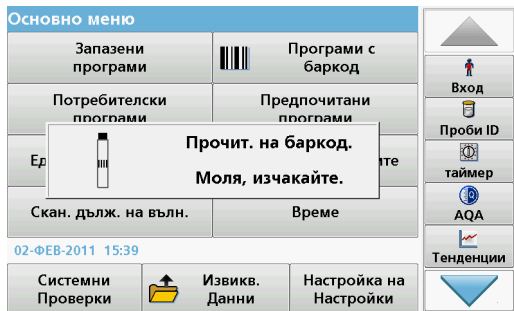 Основно меню
Запазени
програми
Програми с
баркод
Потребителски
програми
Предпочитани
програми
Прочит. на баркод.
Моля, изчакайте.
Скан. дълж. на вълн.
Време
02-ФЕВ-2011 15:39
Системни
Проверки
Извикв.
Данни
Настройка на
Настройки
Вход
Проби ID
таймер
AQA
Тенденции